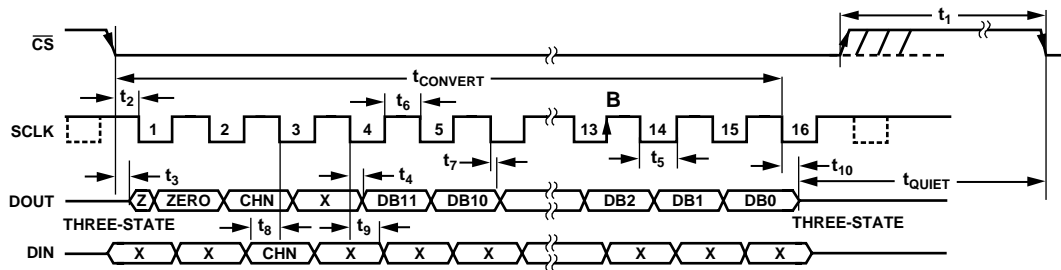 t1
CS
tCONVERT
t2
t6
B
SCLK
1
2
3
4
5
13
14
15
16
t7
t5
t10
t3
t4
tQUIET
DOUT
Z
ZERO
CHN
X
DB11
DB10
DB2
DB1
DB0
THREE-STATE
THREE-STATE
t8
t9
DIN
X
X
CHN
X
X
X
X
X
X